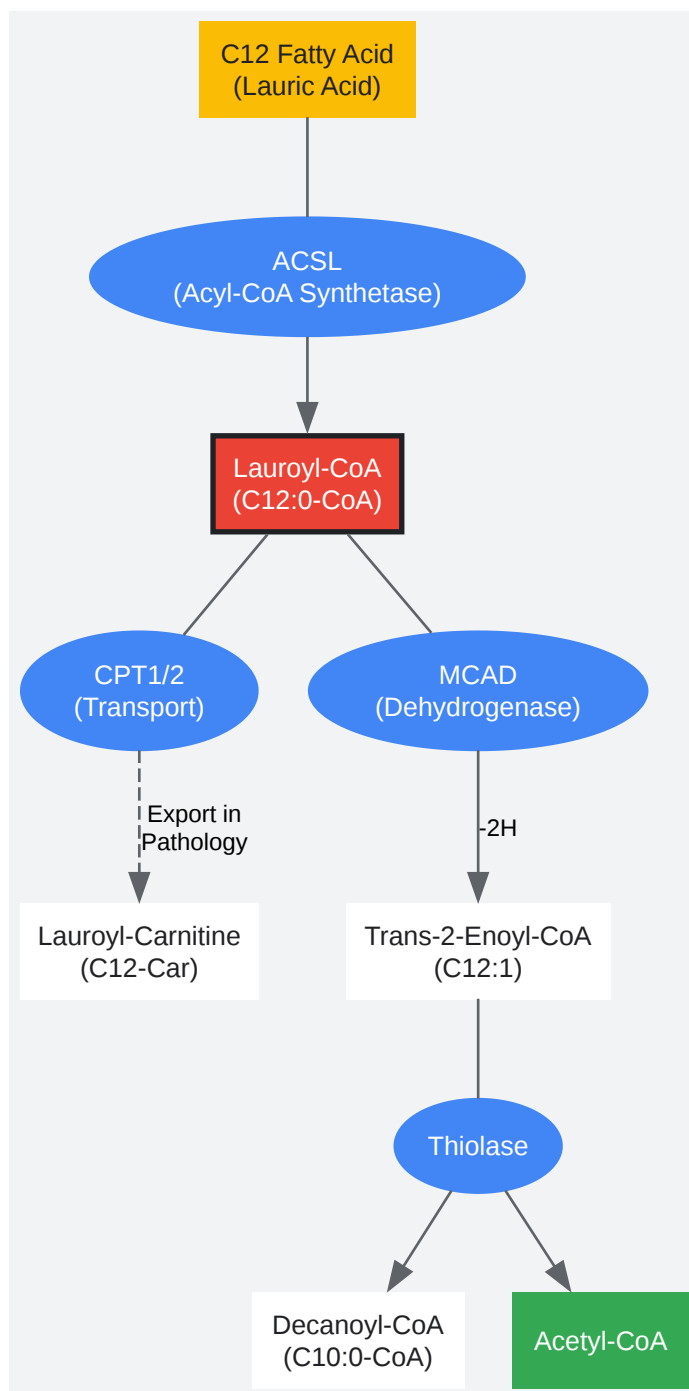 C12 Fatty Acid
(Lauric Acid)
ACSL
(Acyl-CoA Synthetase)
Lauroyl-CoA
(C12:0-CoA)
CPT1/2
(Transport)
MCAD
(Dehydrogenase)
Export in
Pathology
-2H
Lauroyl-Carnitine
(C12-Car)
Trans-2-Enoyl-CoA
(C12:1)
Thiolase
Decanoyl-CoA
(C10:0-CoA)
Acetyl-CoA